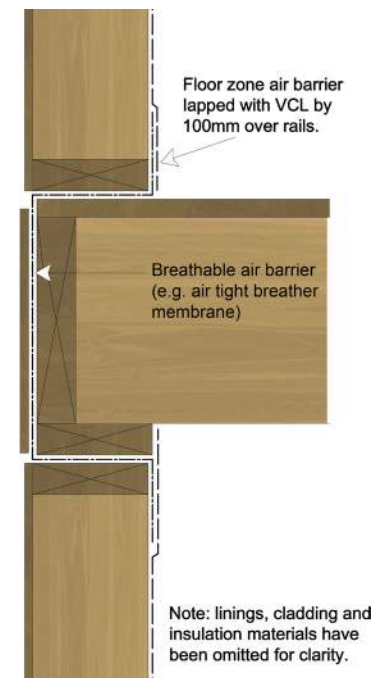 Floor zone air barrier
lapped with VCL by
100mm over rails.
Breathable air barrier
(e.g. air tight breather
membrane)
Note: linings, cladding and
insulation materials have
been omitted for clarity.